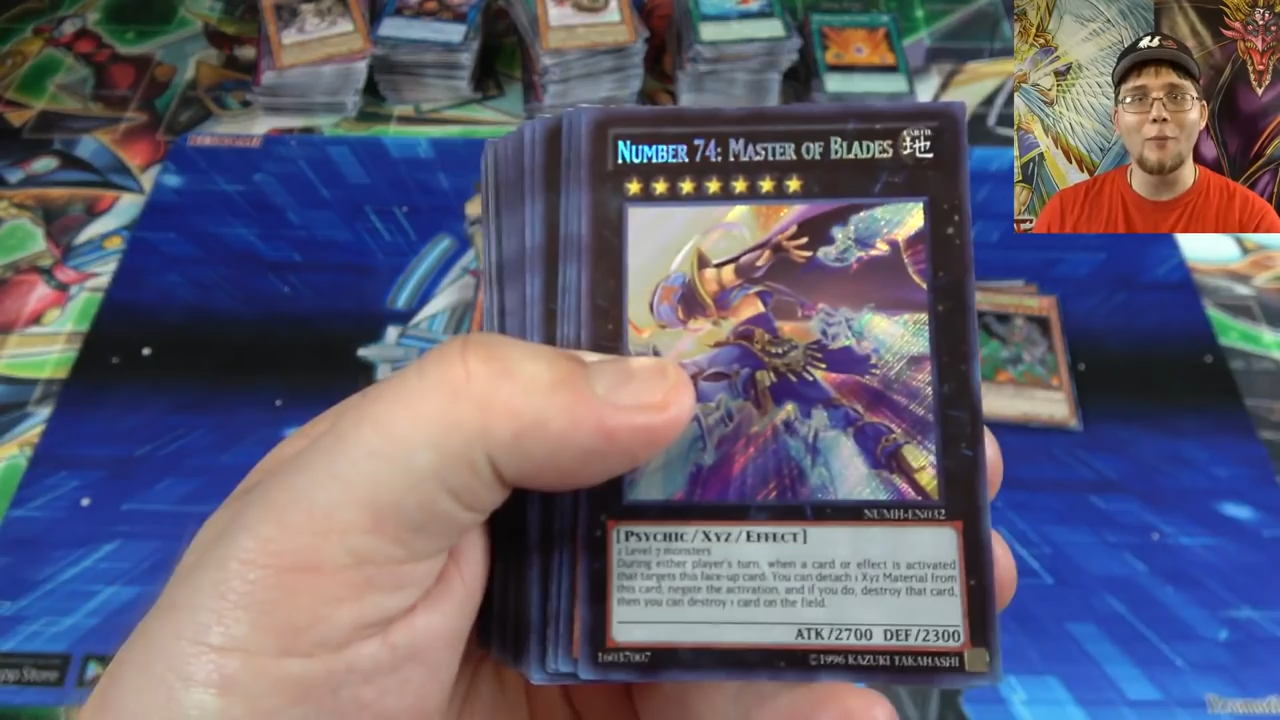 NUMBER 74: MASTER OF BLADES
EARTH
地
NUMH-EN032
[PSYCHIC/XYZ/EFFECT]
2 Level 7 monsters
During either player's turn, when a card or effect is activated
that targets this face-up card: You can detach 1 Xyz Material from
this card; negate the activation, and if you do, destroy that card,
then you can destroy 1 card on the field.
ATK/2700 DEF/2300
16037007
©1996 KAZUKI TAKAHASHI
App Store